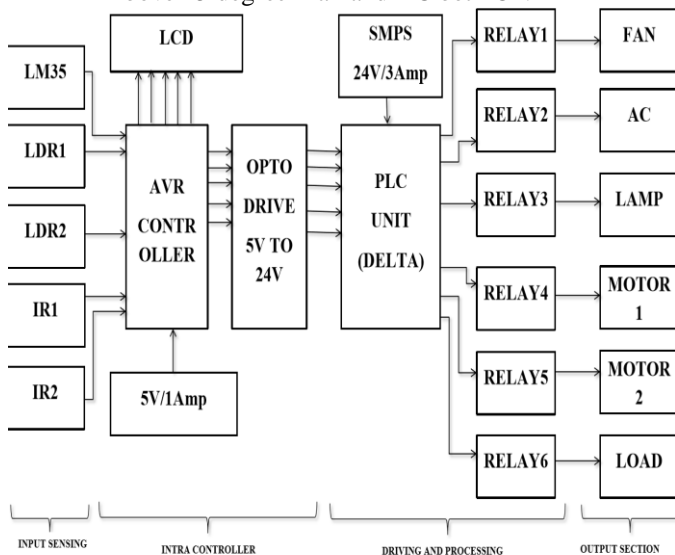 LCD
SMPS
24V/3Amp
LM35
LDR1
LDR2
IR1
IR2
AVR
CONTR
OLLER
5V/1Amp
OPTO
DRIVE
5V TO
24V
PLC
UNIT
(DELTA)
RELAY1
RELAY2
RELAY3
RELAY4
RELAY5
RELAY6
FAN
AC
LAMP
MOTOR
1
MOTOR
2
LOAD
INPUT SENSING
INTRA CONTROLLER
DRIVING AND PROCESSING
OUTPUT SECTION